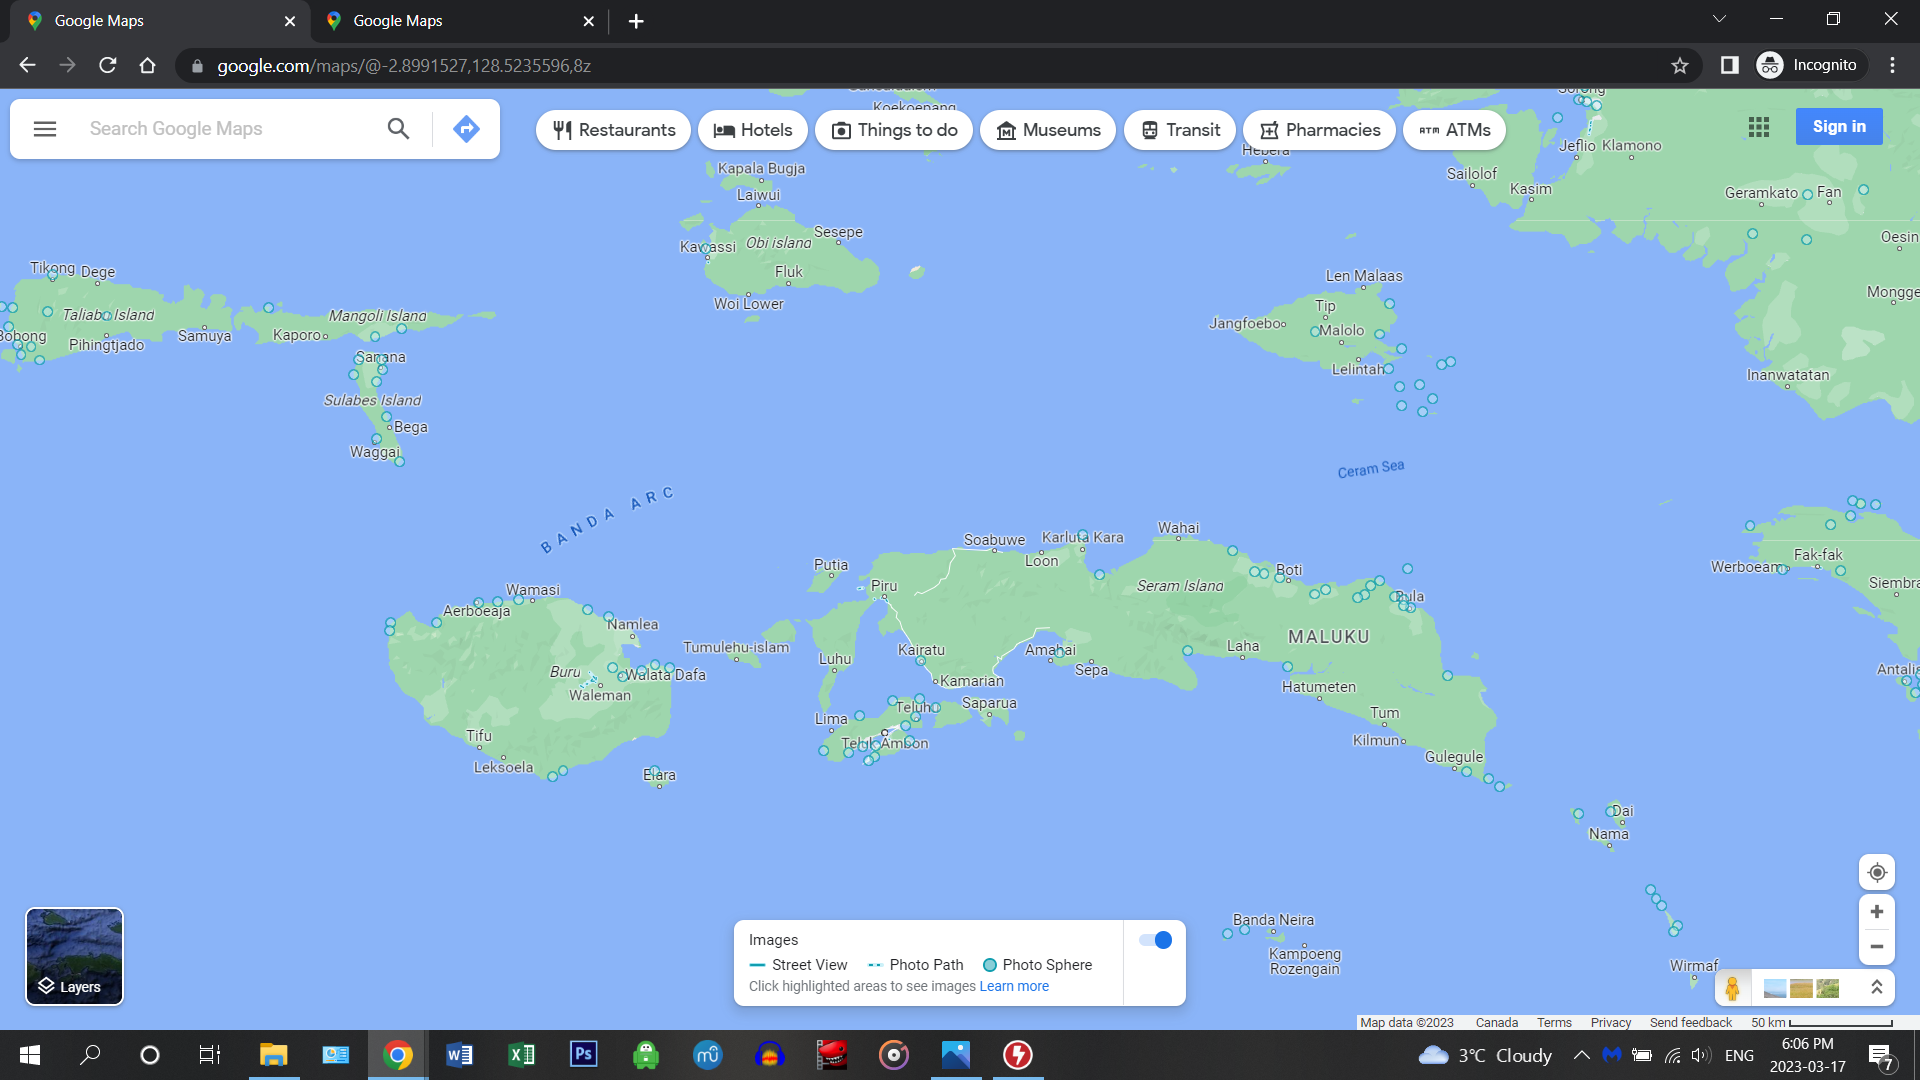 Google Maps
Google Maps
google.com/maps/@-2.8991527,128.5235596,8z
Incognito
Search Google Maps
Restaurants
Hotels
Things to do
Museums
Transit
Pharmacies
ATM ATMs
Sign in
Koekoepang
Sorong
Hebera
Jeflio
Klamono
Kapala Bugja
Laiwui
Sailolof
Kasim
Geramkato
Fan
Sesepe
Kawassi
Obi island
Oesin
Fluk
Woi Lower
Tikong
Dege
Len Malaas
Tip
Mongge
Taliabu Island
Mangoli Island
Jangfoebo
Malolo
Bobong
Pihingtjado
Samuya
Kaporo
Sanana
Lelintah
Inanwatatan
Sulabes Island
Bega
Waggai
Ceram Sea
BANDA ARC
Wahai
Soabuwe
Karluta Kara
Loon
Fak-fak
Werboeam
Putia
Boti
Piru
Seram Island
Siembra
Wamasi
Aerboeaja
Bula
Namlea
MALUKU
Tumulehu-islam
Luhu
Kairatu
Amahai
Laha
Sepa
Antalia
Buru
Walata Dafa
Waleman
Kamarian
Hatumeten
Saparua
Teluhu
Lima
Tum
Tifu
Teluk Ambon
Kilmun
Leksoela
Elara
Gulegule
Dai
Nama
Banda Neira
Kampoeng
Rozengain
Wirmaf
Layers
Images
Street View
Photo Path
Photo Sphere
Click highlighted areas to see images Learn more
Map data ©2023
Canada
Terms
Privacy
Send feedback
50 km
3°C Cloudy
ENG
6:06 PM
2023-03-17
7